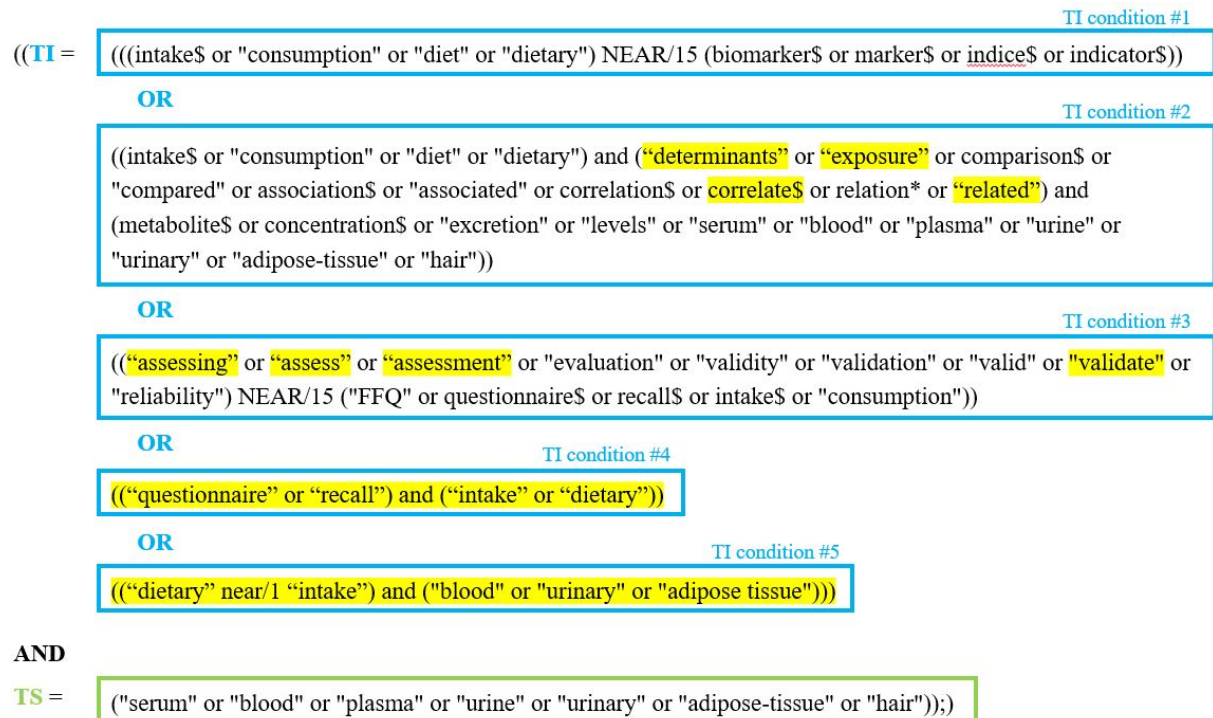 TI condition #1
((TI = (((intake$ or "consumption" or "diet" or "dietary") NEAR/15 (biomarker$ or marker$ or indice$ or indicator$))
OR
TI condition #2
((intake$ or "consumption" or "diet" or "dietary") and (“determinants” or “exposure” or comparison$ or
"compared" or association$ or "associated" or correlation$ or correlate$ or relation* or “related”) and
(metabolite$ or concentration$ or "excretion" or "levels" or "serum" or "blood" or "plasma" or "urine" or
"urinary" or "adipose-tissue" or "hair"))
OR
TI condition #3
((“assessing” or “assess” or “assessment” or "evaluation" or "validity" or "validation" or "valid" or "validate" or
"reliability") NEAR/15 ("FFQ" or questionnaire$ or recall$ or intake$ or "consumption"))
OR
TI condition #4
((“questionnaire” or “recall”) and (“intake” or “dietary”))
OR
TI condition #5
((“dietary” near/1 “intake”) and ("blood" or "urinary" or "adipose tissue")))
AND
TS = ("serum" or "blood" or "plasma" or "urine" or "urinary" or "adipose-tissue" or "hair"));)